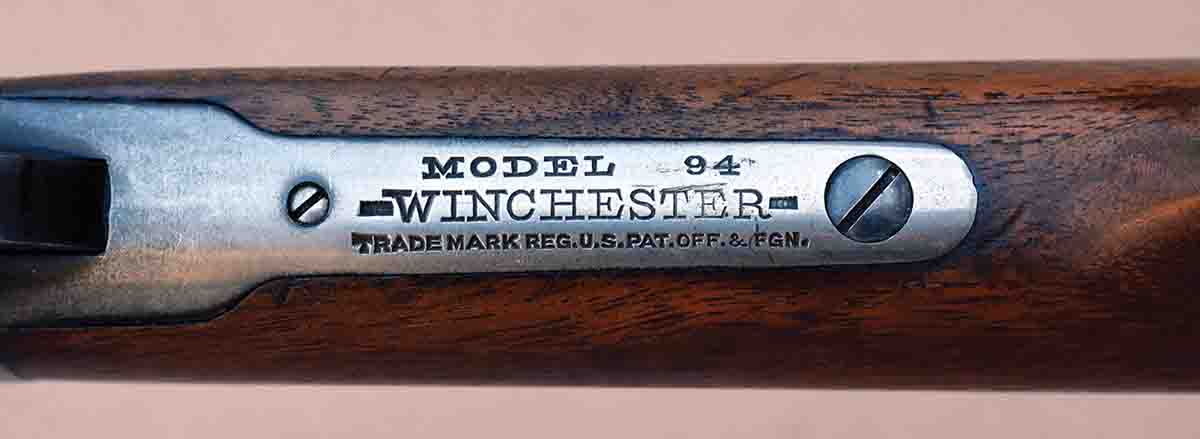 MODEL 94
-WINCHESTER-
TRADE MARK REG. U.S. PAT. OFF. & FGN.